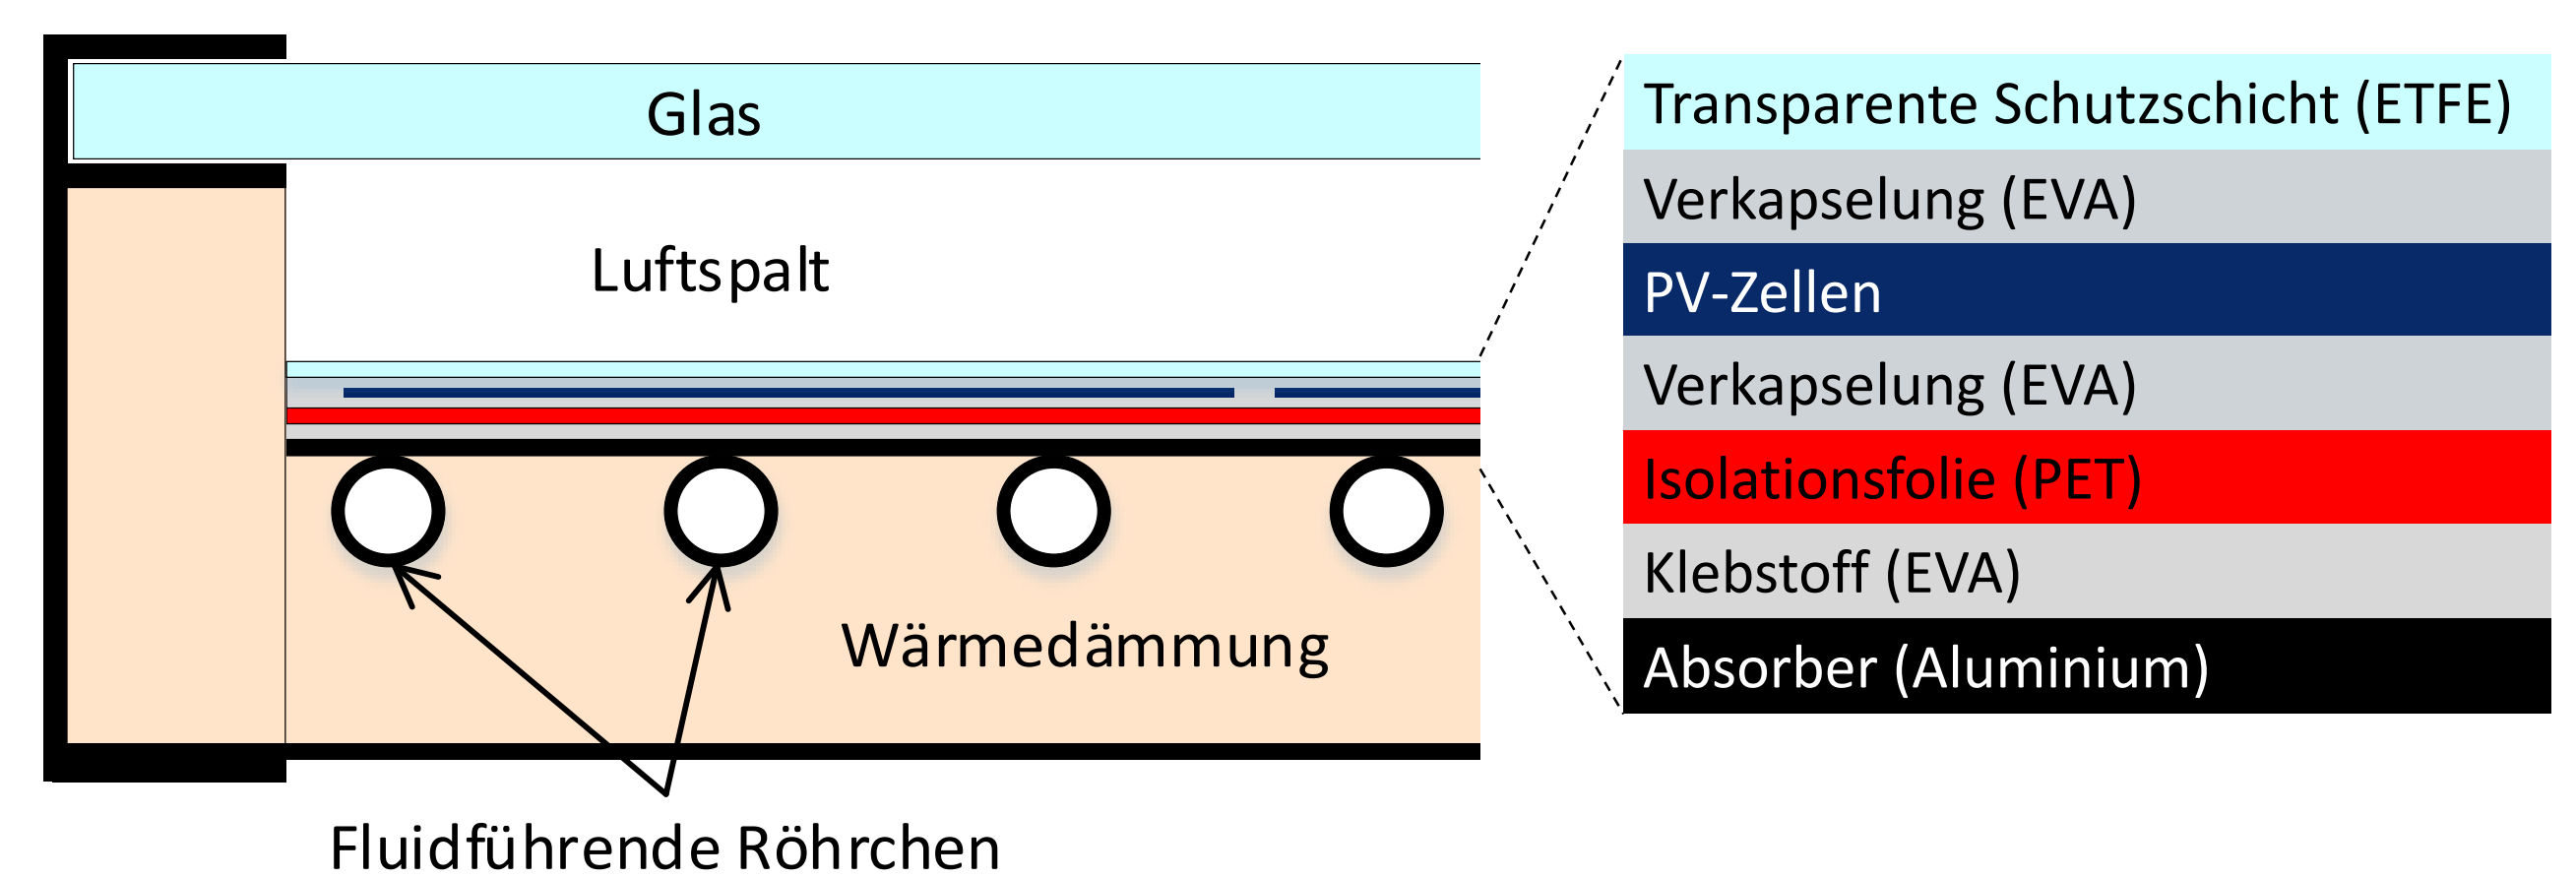 Glas
Luftspalt
Wärmedämmung
Fluidführende Röhrchen
Transparente Schutzschicht (ETFE)
Verkapselung (EVA)
PV-Zellen
Verkapselung (EVA)
Isolationsfolie (PET)
Klebstoff (EVA)
Absorber (Aluminium)